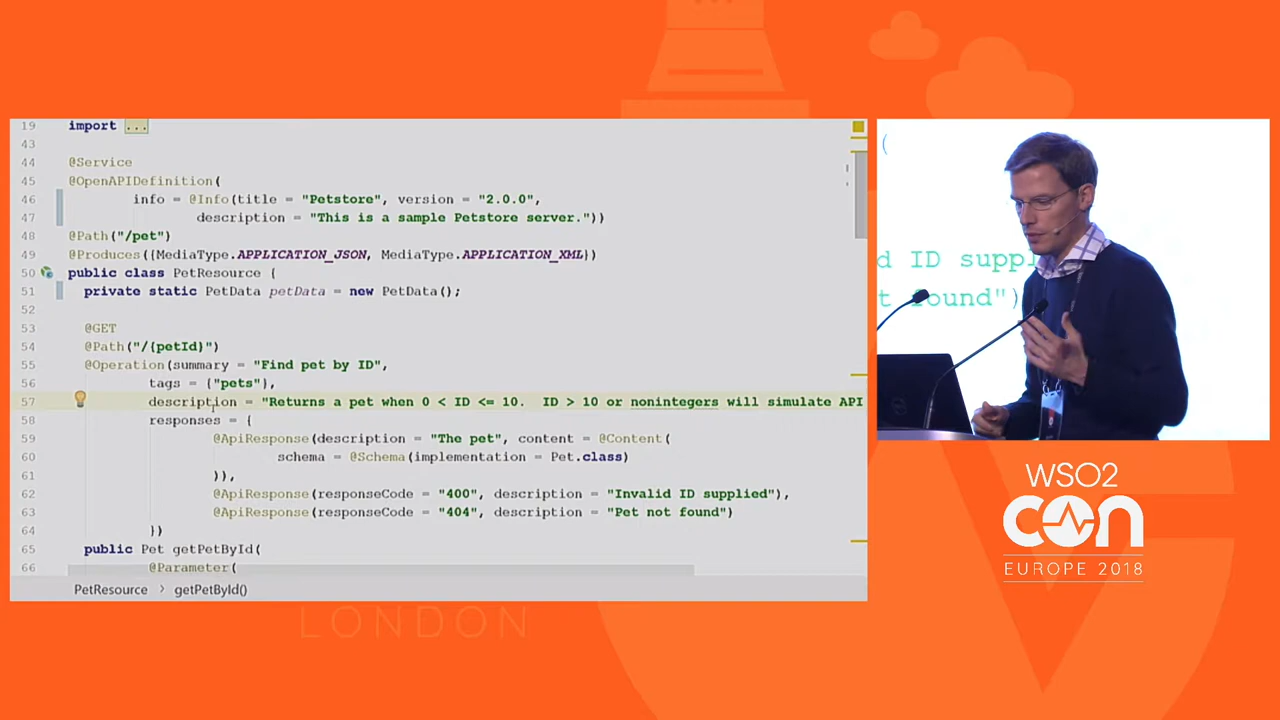 19 import ...
43
44 @Service
45 @OpenAPIDefinition(
46 info = @Info(title = "Petstore", version = "2.0.0",
47 description = "This is a sample Petstore server."))
48 @Path("/pet")
49 @Produces({MediaType.APPLICATION_JSON, MediaType.APPLICATION_XML})
50 public class PetResource {
51 private static PetData petData = new PetData();
52
53 @GET
54 @Path("/{petId}")
55 @Operation(summary = "Find pet by ID",
56 tags = {"pets"},
57 description = "Returns a pet when 0 < ID <= 10.  ID > 10 or nonintegers will simulate API
58 responses = {
59 @ApiResponse(description = "The pet", content = @Content(
60 schema = @Schema(implementation = Pet.class)
61 )),
62 @ApiResponse(responseCode = "400", description = "Invalid ID supplied"),
63 @ApiResponse(responseCode = "404", description = "Pet not found")
64 })
65 public Pet getPetById(
66 @Parameter(
PetResource > getPetById()
(
d ID suppl
t found")
WSO2
CON
EUROPE 2018
LONDON